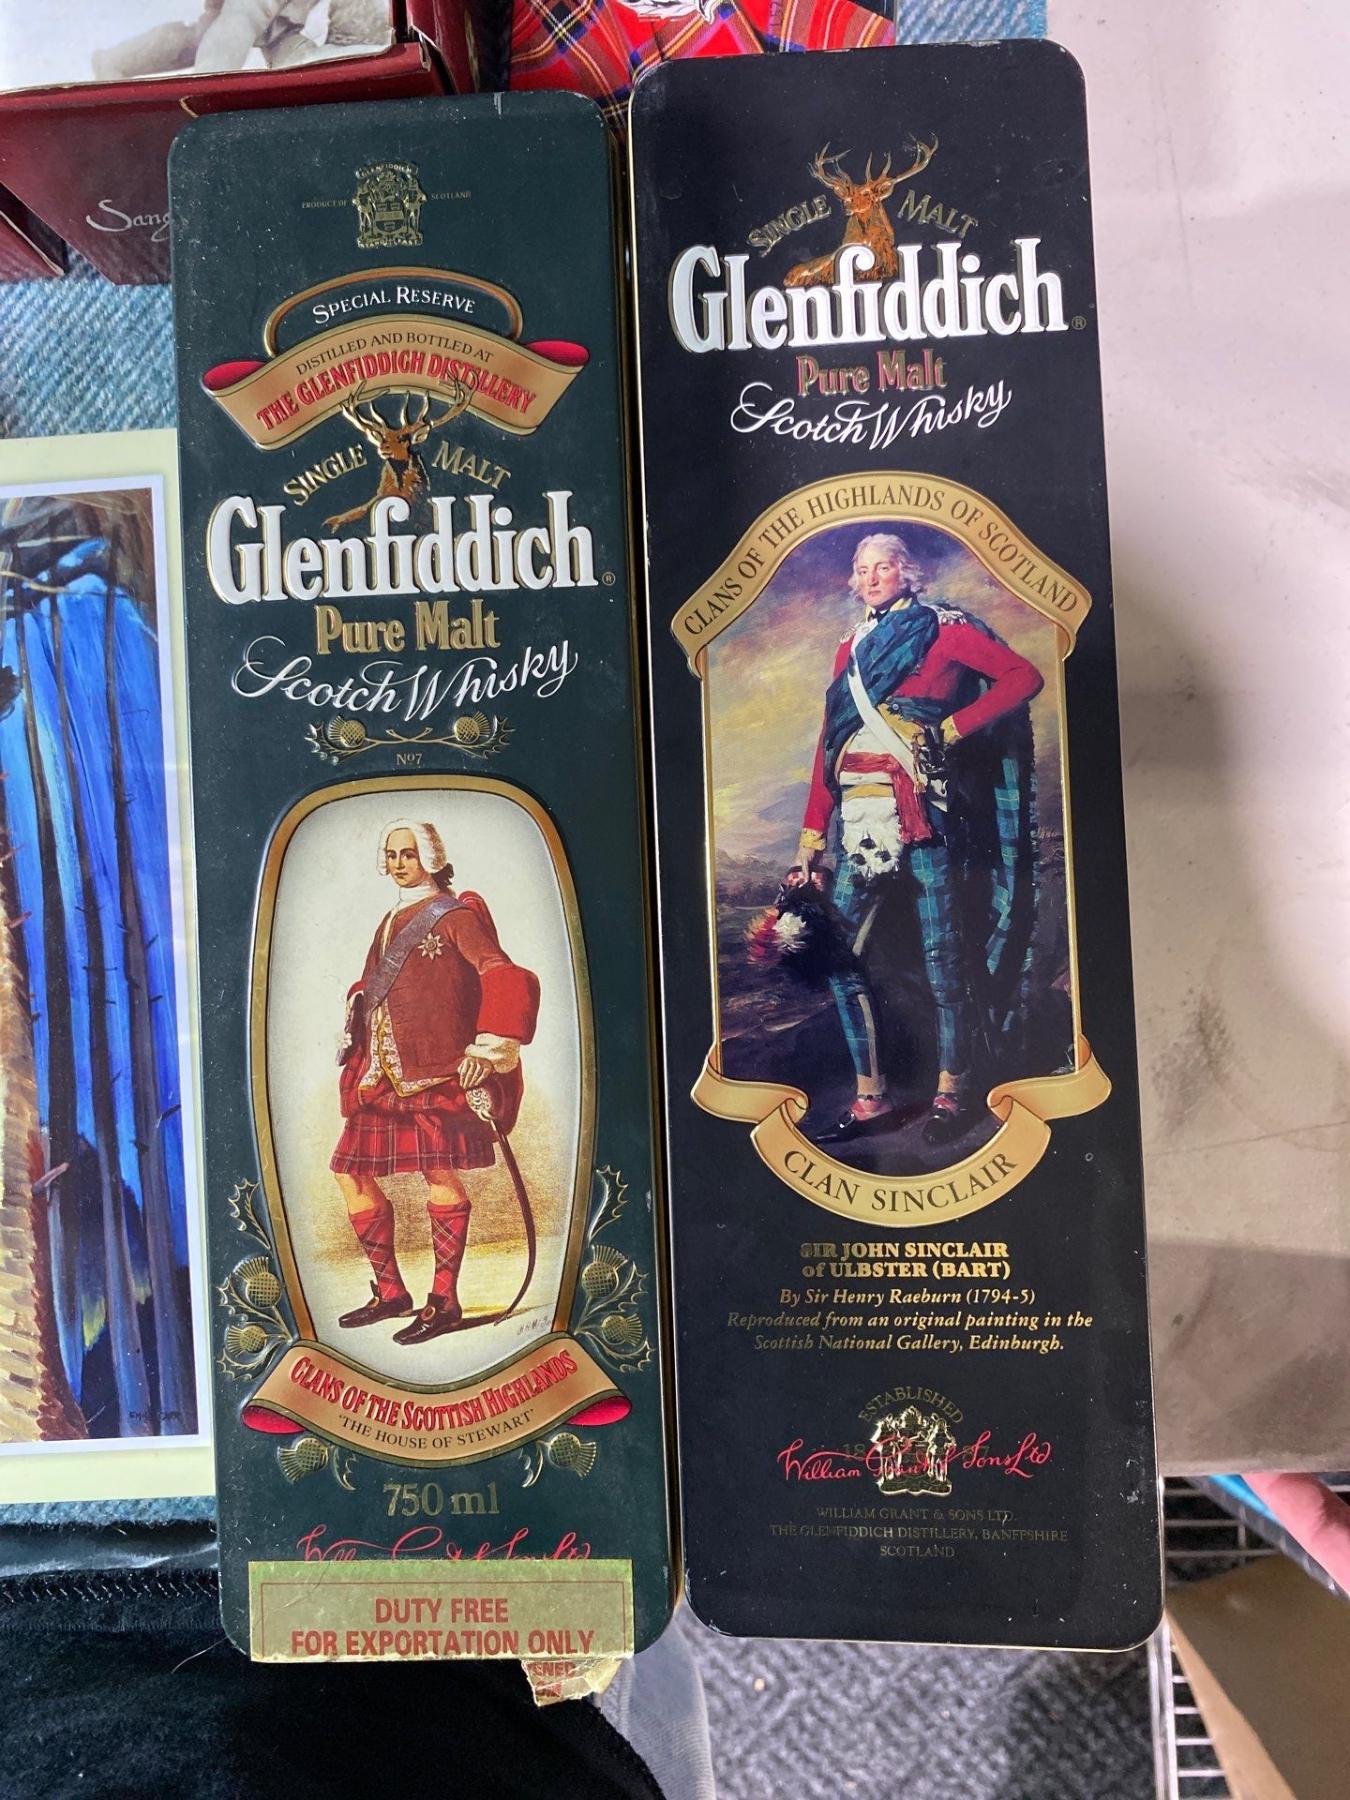 Sang
PRODUCT OF SCOTLAND
GLENFIDDICH
SPECIAL RESERVE
DISTILLED AND BOTTLED AT
THE GLENFIDDICH DISTILLERY
SINGLE MALT
Glenfiddich®
Pure Malt
Scotch Whisky
Nº7
CLANS OF THE SCOTTISH HIGHLANDS
'THE HOUSE OF STEWART'
750 ml
DUTY FREE
FOR EXPORTATION ONLY
SINGLE MALT
Glenfiddich®
Pure Malt
Scotch Whisky
CLANS OF THE HIGHLANDS OF SCOTLAND
CLAN SINCLAIR
SIR JOHN SINCLAIR
of ULBSTER (BART)
By Sir Henry Raeburn (1794-5)
Reproduced from an original painting in the
Scottish National Gallery, Edinburgh.
ESTABLISHED
William Grant & Sons Ltd.
WILLIAM GRANT & SONS LTD.
THE GLENFIDDICH DISTILLERY, BANFFSHIRE
SCOTLAND